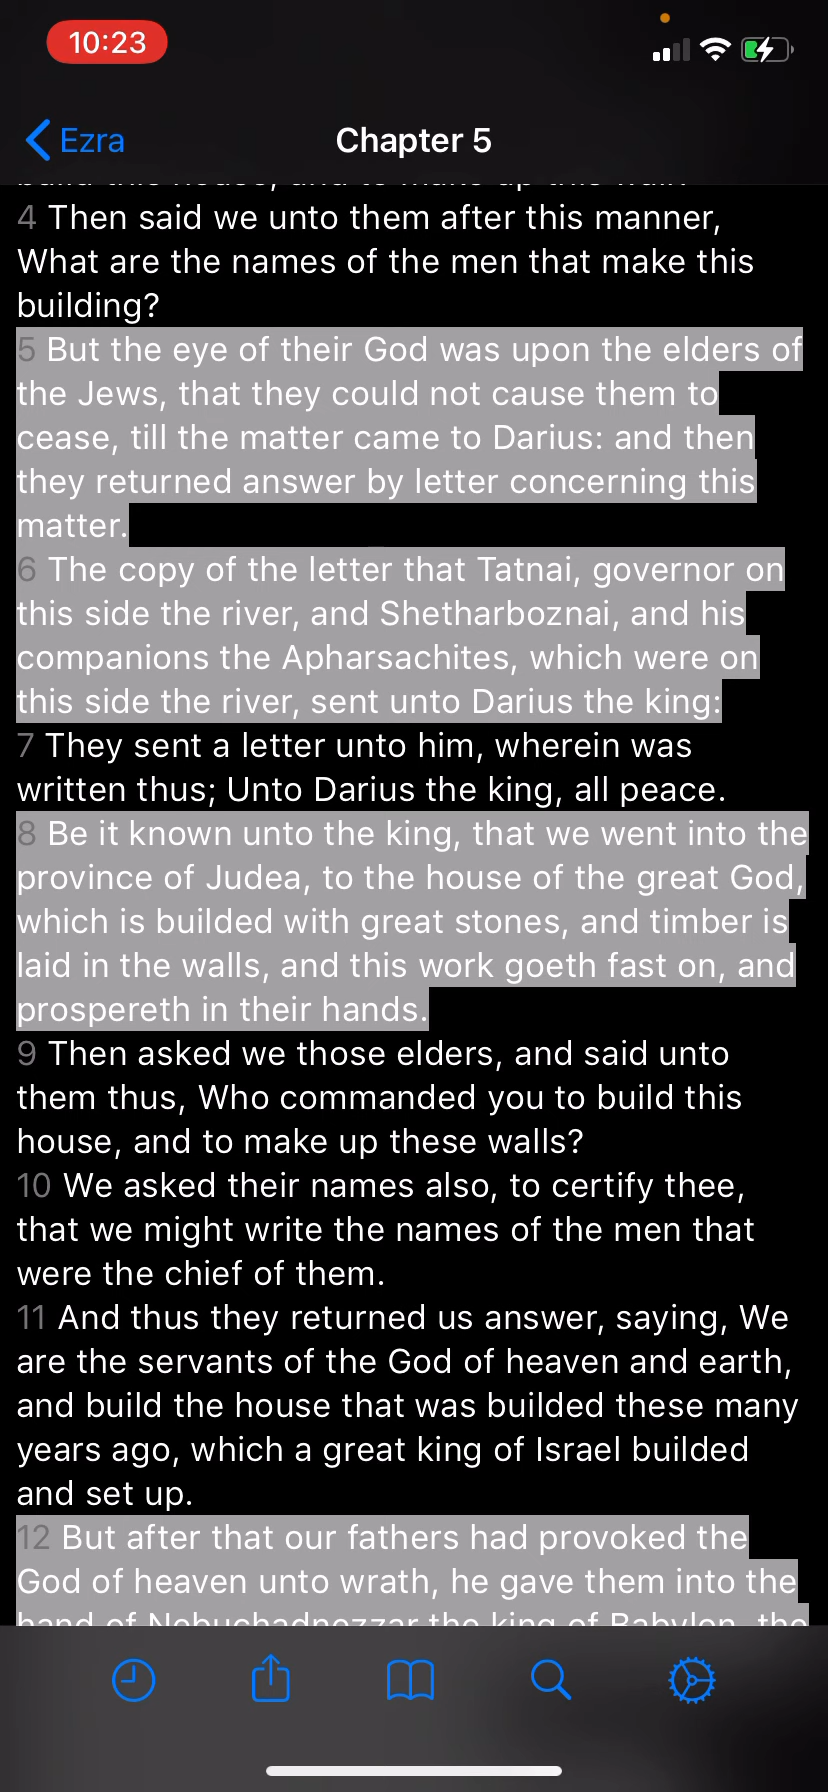 10:23
Ezra
Chapter 5
4 Then said we unto them after this manner,
What are the names of the men that make this
building?
5 But the eye of their God was upon the elders of
the Jews, that they could not cause them to
cease, till the matter came to Darius: and then
they returned answer by letter concerning this
matter.
6 The copy of the letter that Tatnai, governor on
this side the river, and Shetharboznai, and his
companions the Apharsachites, which were on
this side the river, sent unto Darius the king:
7 They sent a letter unto him, wherein was
written thus; Unto Darius the king, all peace.
8 Be it known unto the king, that we went into the
province of Judea, to the house of the great God,
which is builded with great stones, and timber is
laid in the walls, and this work goeth fast on, and
prospereth in their hands.
9 Then asked we those elders, and said unto
them thus, Who commanded you to build this
house, and to make up these walls?
10 We asked their names also, to certify thee,
that we might write the names of the men that
were the chief of them.
11 And thus they returned us answer, saying, We
are the servants of the God of heaven and earth,
and build the house that was builded these many
years ago, which a great king of Israel builded
and set up.
12 But after that our fathers had provoked the
God of heaven unto wrath, he gave them into the
hand of Nebuchadnezzar the king of Babylon, the